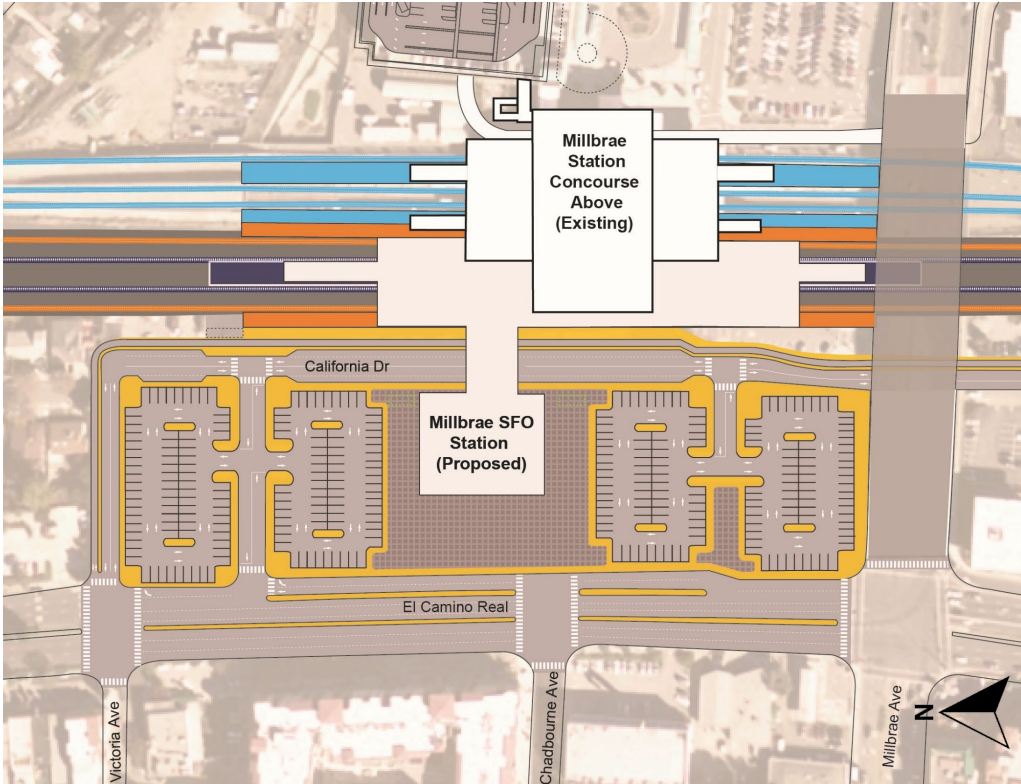 Millbrae
Station
Concourse
Above
(Existing)
California Dr
Millbrae SFO
Station
(Proposed)
El Camino Real
Victoria Ave
Chadbourne Ave
Millbrae Ave
N